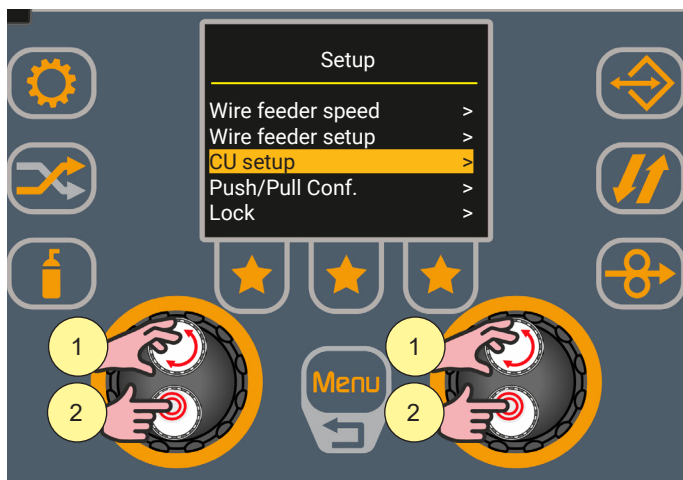 Setup
Wire feeder speed >
Wire feeder setup >
CU setup >
Push/Pull Conf. >
Lock >
1
1
2
2
Menu